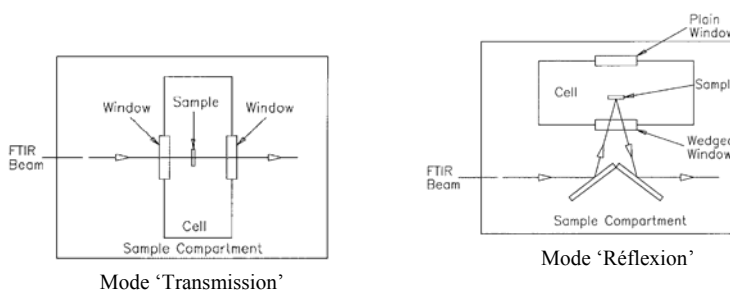 Window
Sample
Window
FTIR
Beam
Cell
Sample Compartment
Mode ‘Transmission’
Plain
Window
Cell
Sampl
Wedged
Window
FTIR
Beam
Sample Compartment
Mode ‘Réflexion’